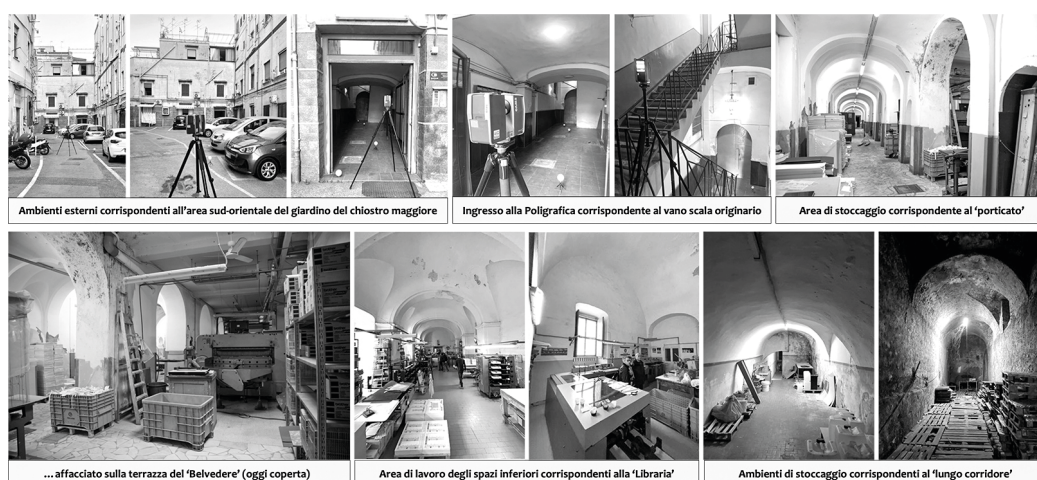 Ambienti esterni corrispondenti all'area sud-orientale del giardino del chiostro maggiore
Ingresso alla Poligrafica corrispondente al vano scala originario
Area di stoccaggio corrispondente al 'porticato'
... affacciato sulla terrazza del 'Belvedere' (oggi coperta)
Area di lavoro degli spazi inferiori corrispondenti alla 'Libraria'
Ambienti di stoccaggio corrispondenti al 'lungo corridore'